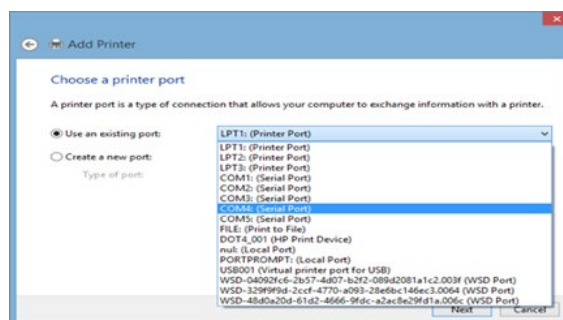 Add Printer
Choose a printer port
A printer port is a type of connection that allows your computer to exchange information with a printer.
Use an existing port: LPT1: (Printer Port)
LPT1: (Printer Port)
Create a new port:
LPT2: (Printer Port)
LPT3: (Printer Port)
Type of port:
COM1: (Serial Port)
COM2: (Serial Port)
COM3: (Serial Port)
COM4: (Serial Port)
COM5: (Serial Port)
FILE: (Print to File)
DOT4_001 (HP Print Device)
nul: (Local Port)
PORTPROMPT: (Local Port)
USB001 (Virtual printer port for USB)
WSD-04092fc6-2b57-4d07-b2f2-089d2081a1c2.003f (WSD Port)
WSD-329f9f9d-2ccf-4770-a093-28e6bc146ec3.0064 (WSD Port)
WSD-48d0a20d-61d2-4666-9fdc-a2ac8e29fd1a.006c (WSD Port)
Next Cancel